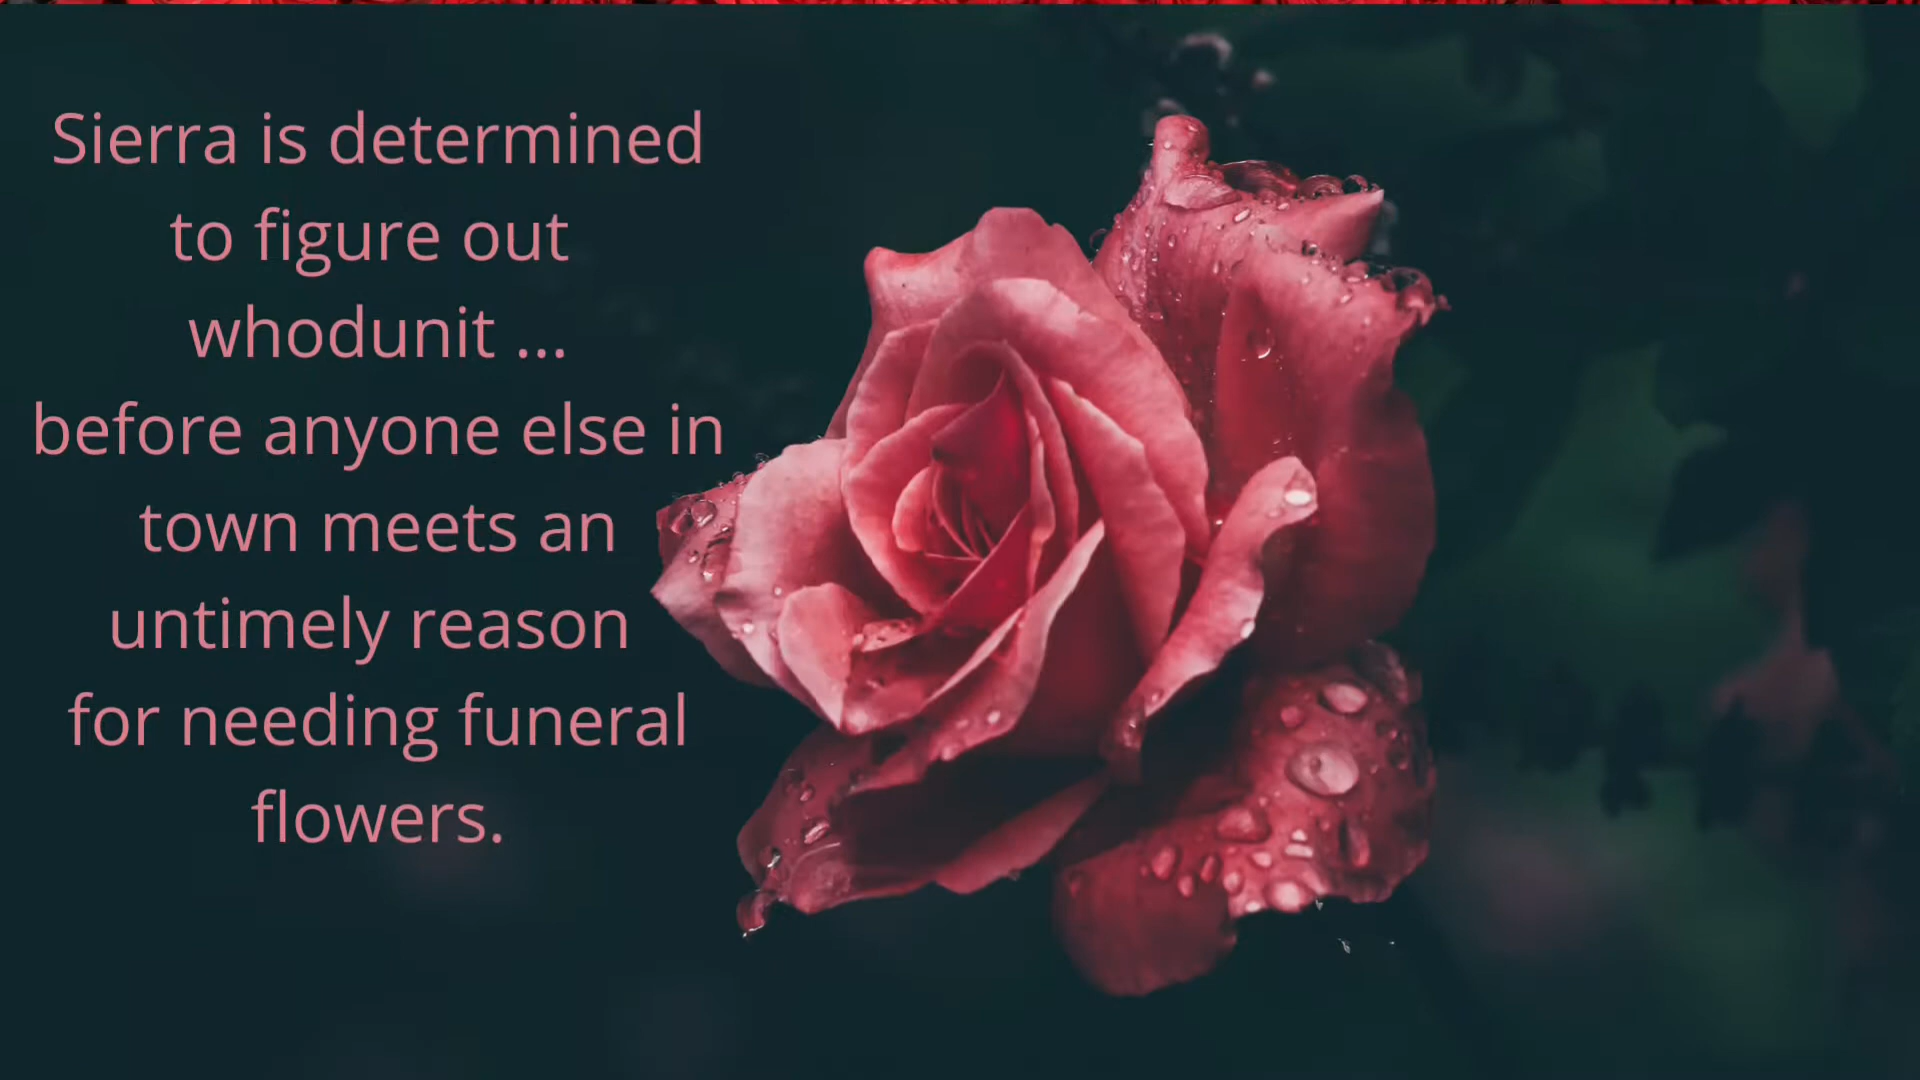 Sierra is determined
to figure out
whodunit ...
before anyone else in
town meets an
untimely reason
for needing funeral
flowers.